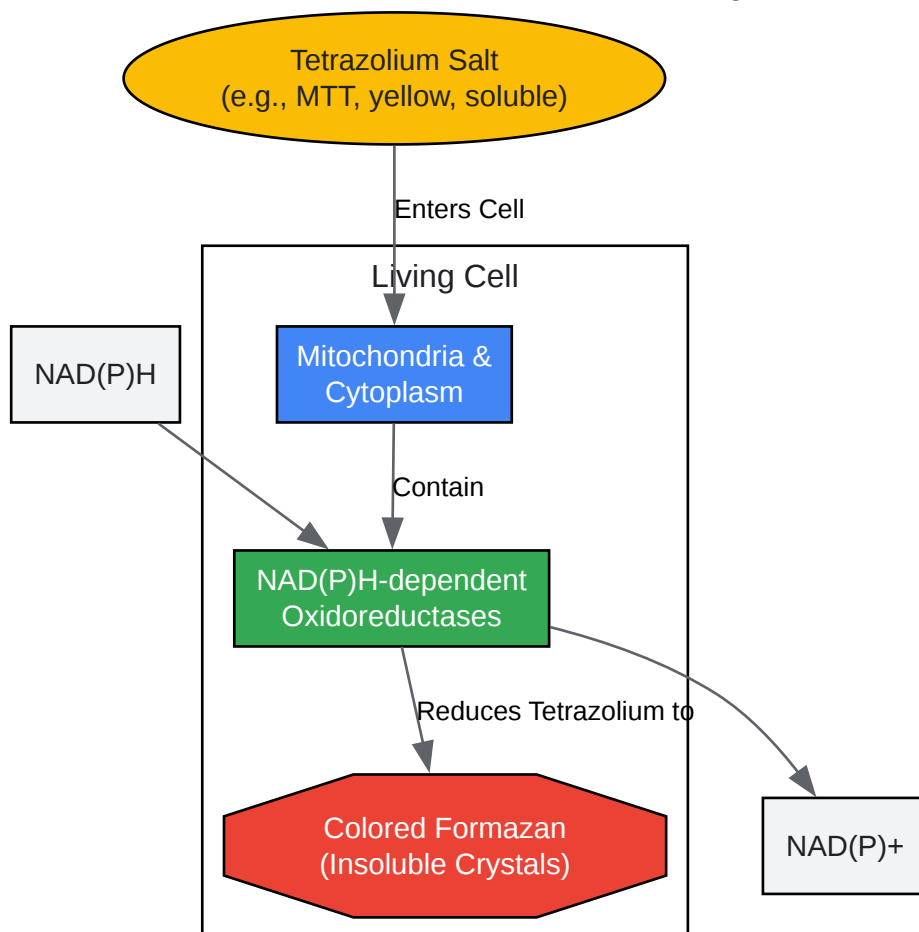 Tetrazolium Salt
(e.g., MTT, yellow, soluble)
Enters Cell
Living Cell
NAD(P)H
Mitochondria &
Cytoplasm
Contain
NAD(P)H-dependent
Oxidoreductases
Reduces Tetrazolium to
Colored Formazan
(Insoluble Crystals)
NAD(P)+